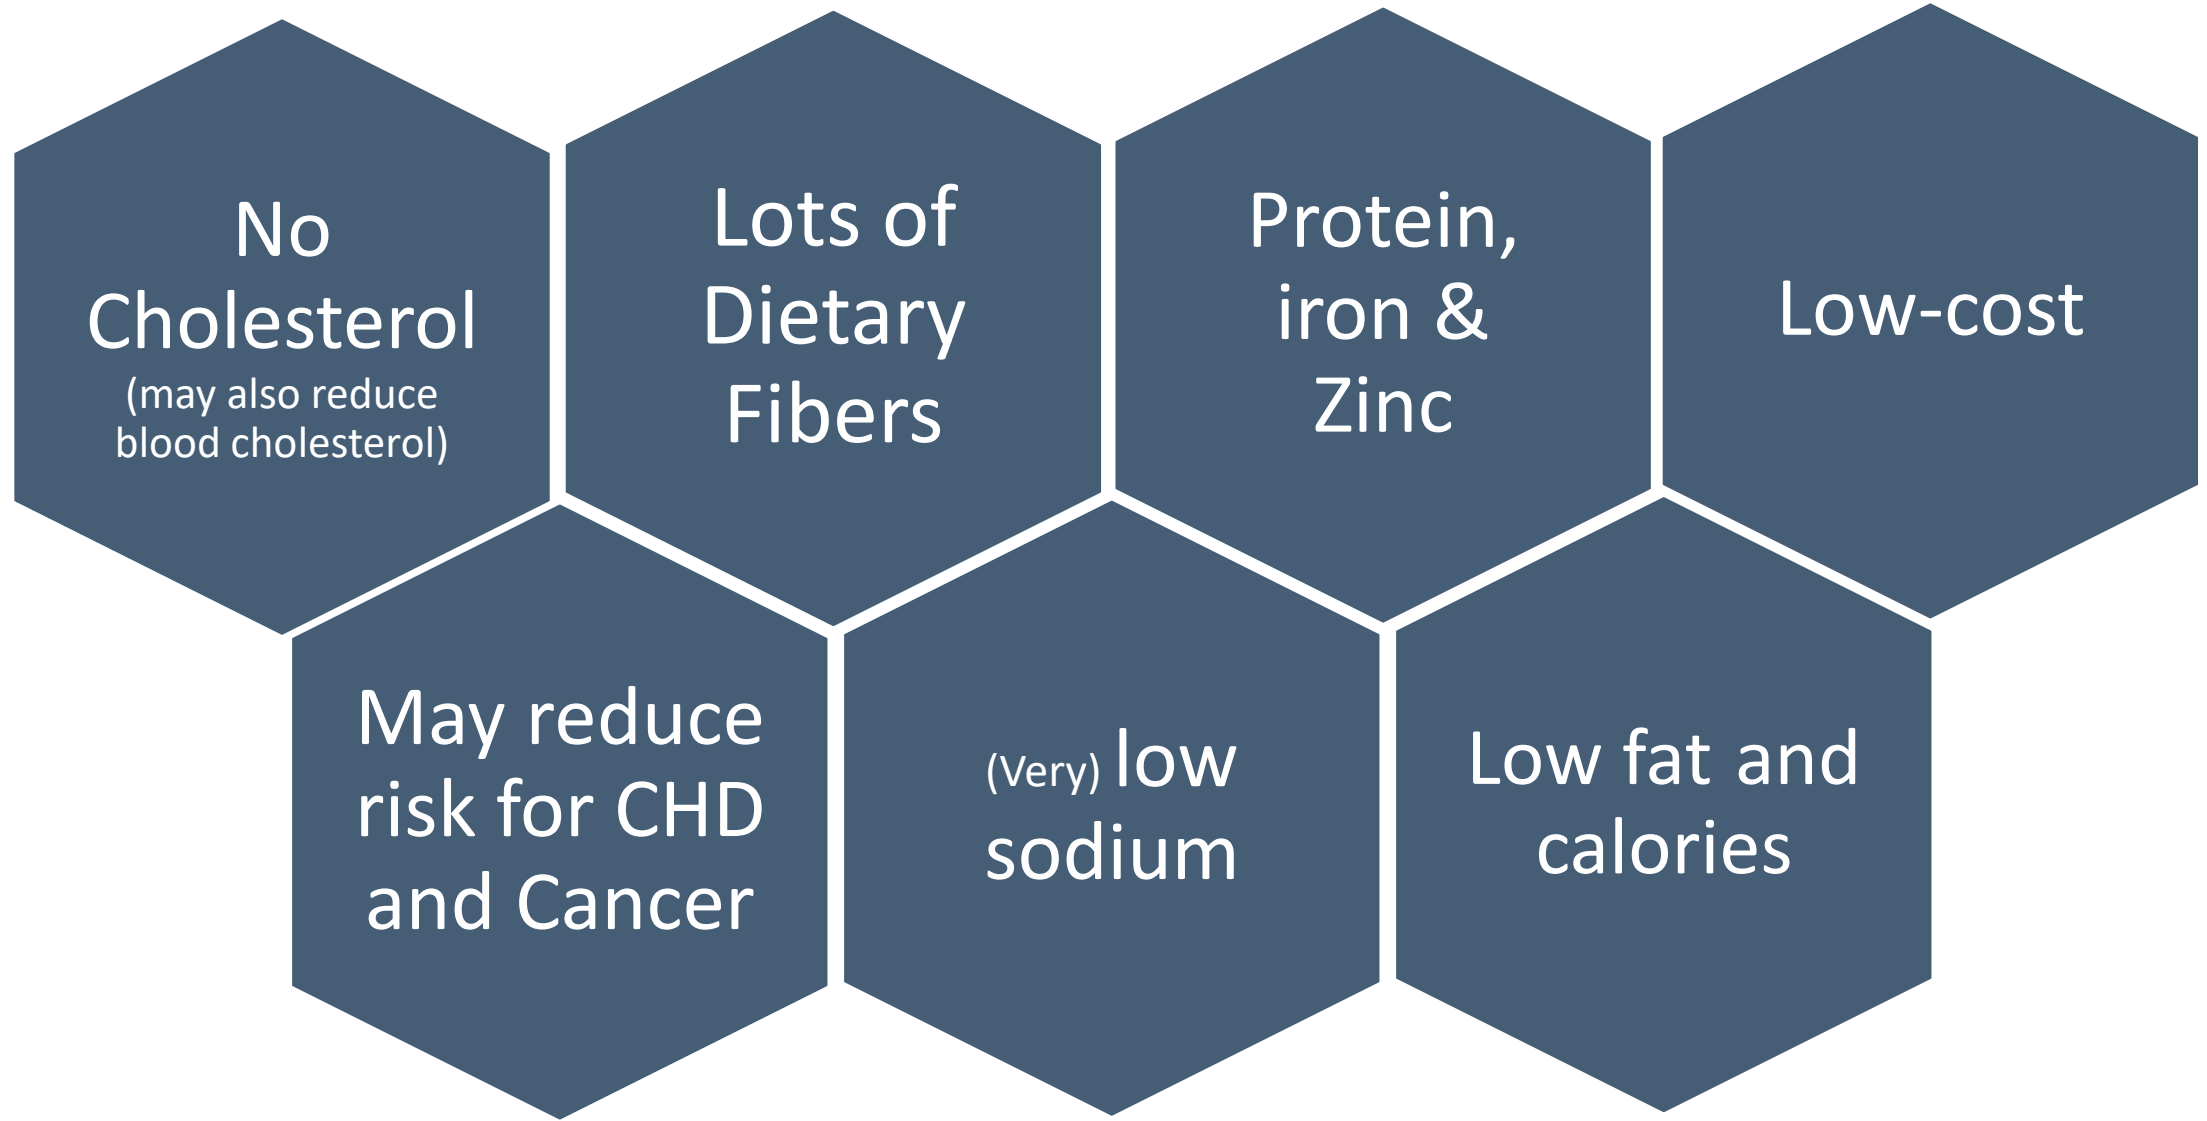 No
Cholesterol
(may also reduce
blood cholesterol)
Lots of
Dietary
Fibers
Protein,
iron &
Zinc
Low-cost
May reduce
risk for CHD
and Cancer
(Very) low
sodium
Low fat and
calories